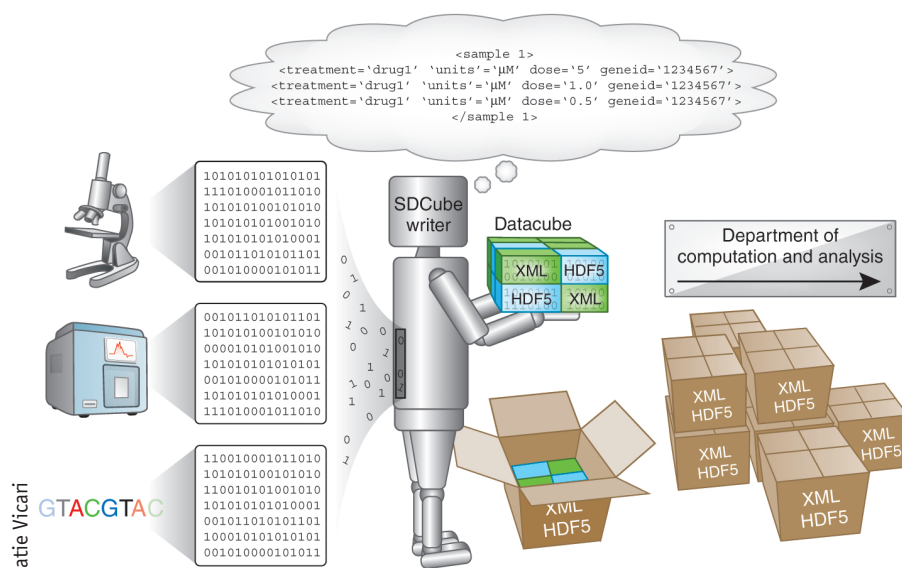 <sample 1>
<treatment=‘drug1’ ‘units’=‘µM’ dose=‘5’ geneid=‘1234567’>
<treatment=‘drug1’ ‘units’=‘µM’ dose=‘1.0’ geneid=‘1234567’>
<treatment=‘drug1’ ‘units’=‘µM’ dose=‘0.5’ geneid=‘1234567’>
</sample 1>
101010101010101
111010001011010
101010100101010
101010101001010
101010101010001
001011010101101
001010000101011
SDCube
writer
Datacube
XML
HDF5
HDF5
XML
Department of
computation and analysis
001011010101101
101010100101010
000010101001010
101010101010101
001010000101011
101010101010001
111010001011010
XML
HDF5
XML
HDF5
XML
HDF5
XML
HDF5
XML
HDF5
XML
HDF5
GTACGTAC
110010001011010
101010100101010
110010101001010
101010101010001
001011010101101
100010101010101
001010000101011
atie Vicari